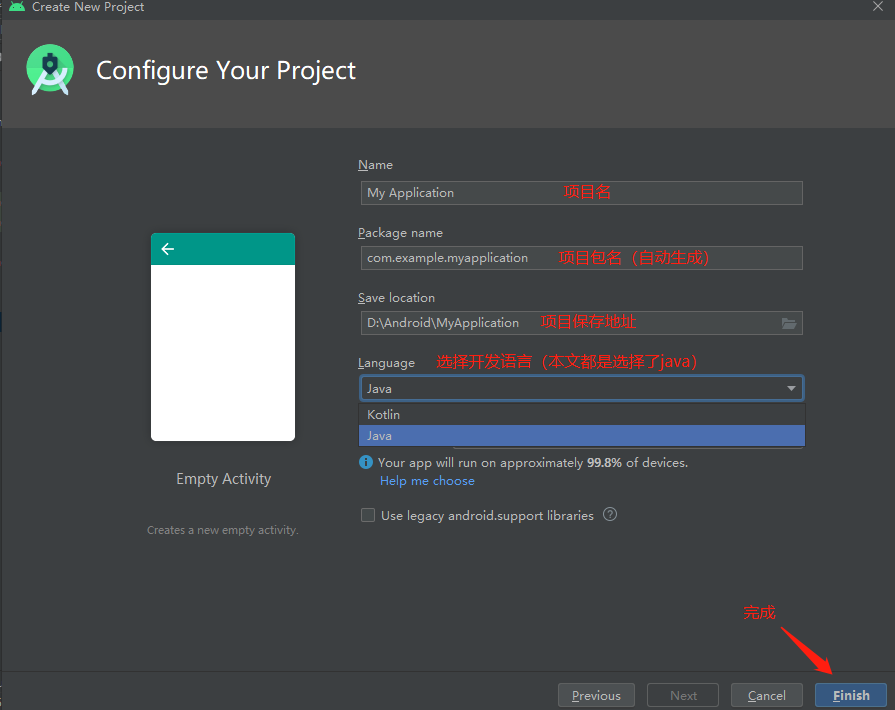 Create New Project
Configure Your Project
Name
My Application 项目名
Package name
com.example.myapplication 项目包名（自动生成）
Save location
D:\Android\MyApplication 项目保存地址
Language 选择开发语言（本文都是选择了java）
Java
Kotlin
Java
Your app will run on approximately 99.8% of devices.
Help me choose
Use legacy android.support libraries ?
Empty Activity
Creates a new empty activity.
完成
Previous Next Cancel Finish